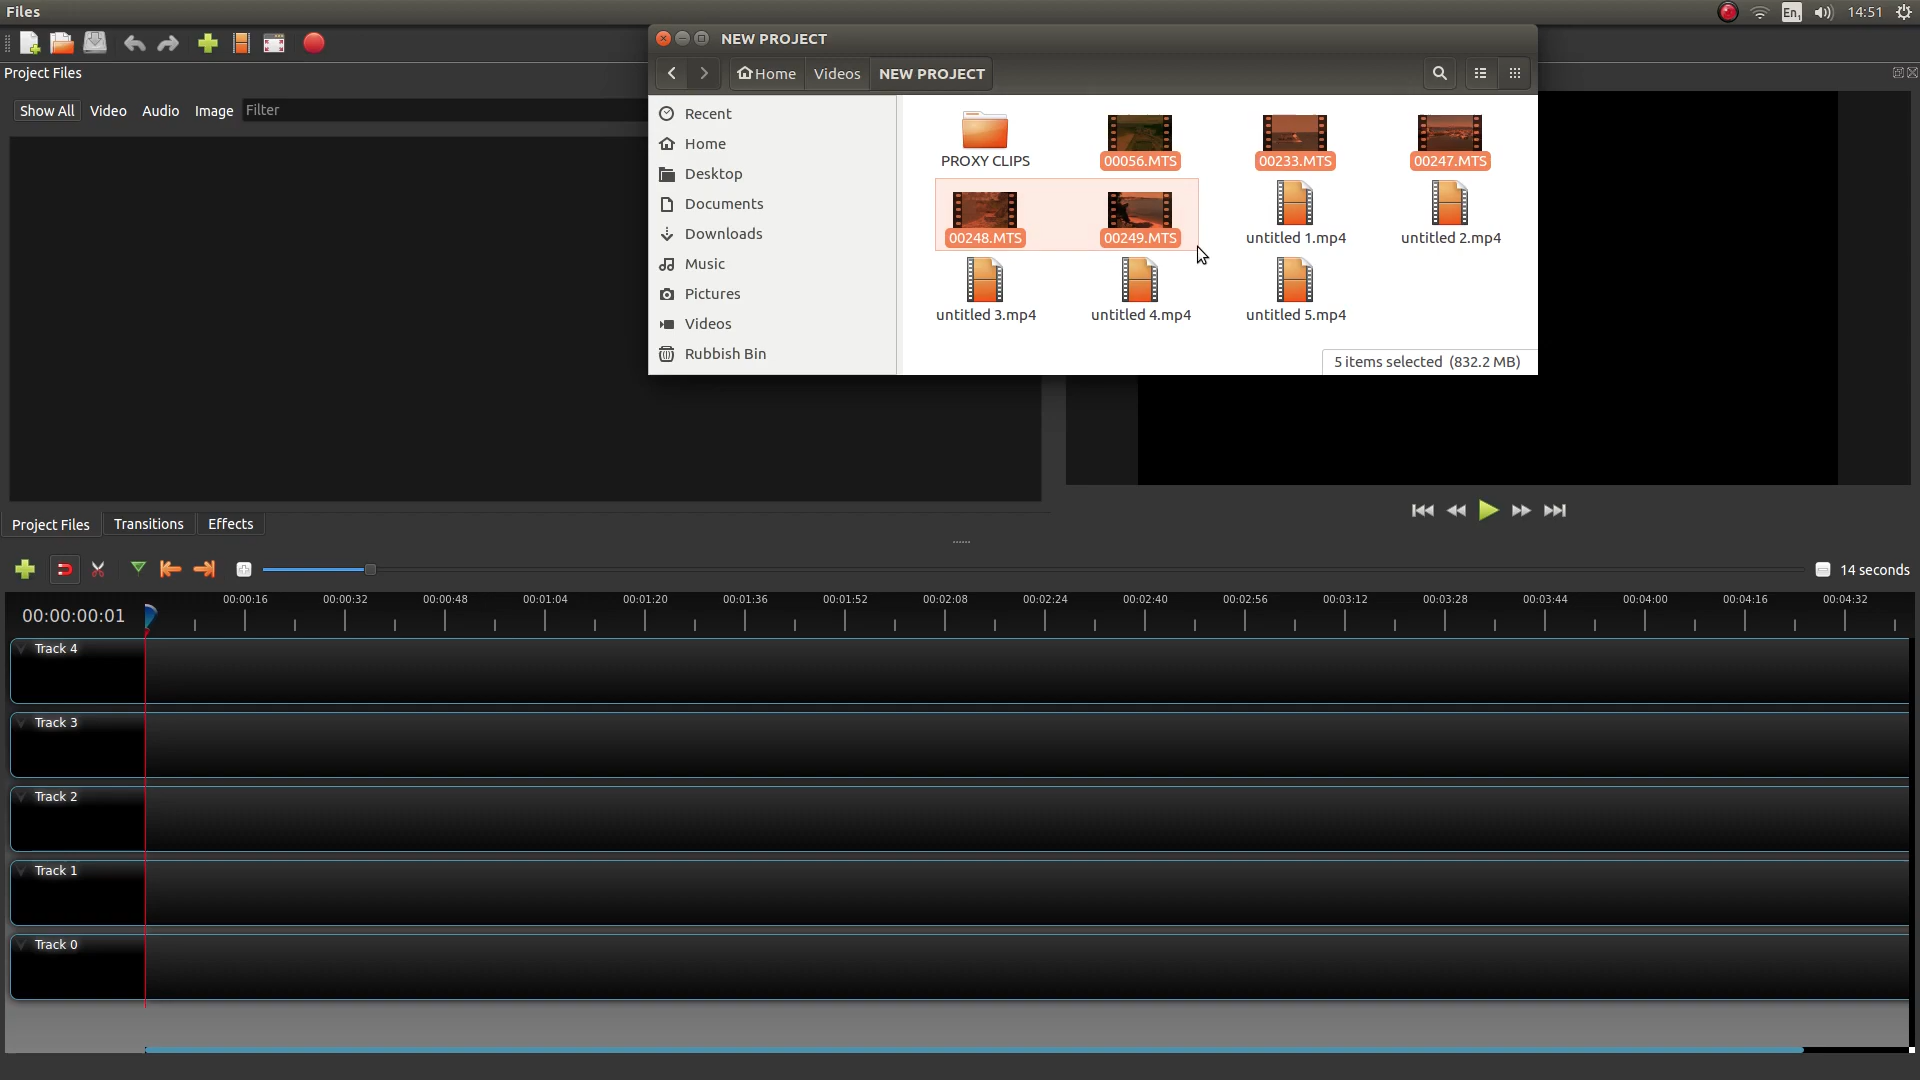 Files
En1 14:51
NEW PROJECT
Home Videos NEW PROJECT
Project Files
Show All Video Audio Image Filter
Recent
Home
Desktop
Documents
Downloads
Music
Pictures
Videos
Rubbish Bin
PROXY CLIPS 00056.MTS 00233.MTS 00247.MTS
00248.MTS 00249.MTS untitled 1.mp4 untitled 2.mp4
untitled 3.mp4 untitled 4.mp4 untitled 5.mp4
5 items selected (832.2 MB)
Project Files Transitions Effects
14 seconds
00:00:00:01
00:00:16 00:00:32 00:00:48 00:01:04 00:01:20 00:01:36 00:01:52 00:02:08 00:02:24 00:02:40 00:02:56 00:03:12 00:03:28 00:03:44 00:04:00 00:04:16 00:04:32
Track 4
Track 3
Track 2
Track 1
Track 0